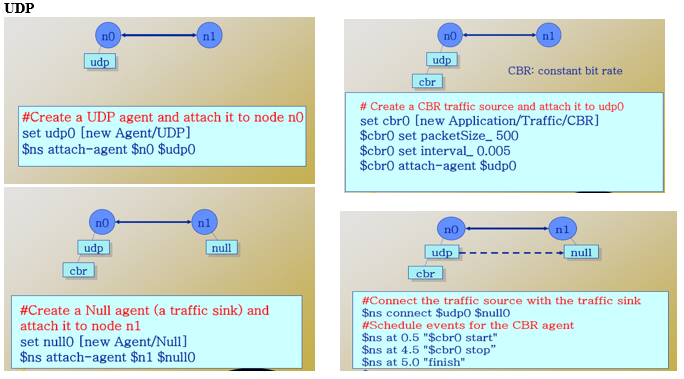 UDP
n0
n1
udp
#Create a UDP agent and attach it to node n0
set udp0 [new Agent/UDP]
$ns attach-agent $n0 $udp0
n0
n1
udp
cbr
CBR: constant bit rate
# Create a CBR traffic source and attach it to udp0
set cbr0 [new Application/Traffic/CBR]
$cbr0 set packetSize_ 500
$cbr0 set interval_ 0.005
$cbr0 attach-agent $udp0
n0
n1
udp
null
cbr
#Create a Null agent (a traffic sink) and
attach it to node n1
set null0 [new Agent/Null]
$ns attach-agent $n1 $null0
n0
n1
udp
null
cbr
#Connect the traffic source with the traffic sink
$ns connect $udp0 $null0
#Schedule events for the CBR agent
$ns at 0.5 "$cbr0 start"
$ns at 4.5 "$cbr0 stop”
$ns at 5.0 "finish"